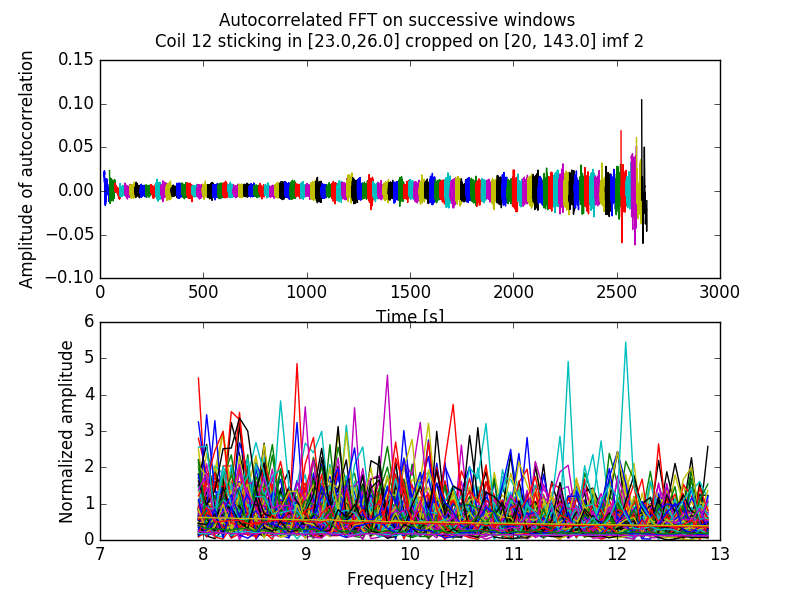 Autocorrelated FFT on successive windows
Coil 12 sticking in [23.0,26.0] cropped on [20, 143.0] imf 2
Amplitude of autocorrelation
0.15
0.10
0.05
0.00
−0.05
−0.10
0 500 1000 1500 2000 2500 3000
Time [s]
Normalized amplitude
6
5
4
3
2
1
0
7 8 9 10 11 12 13
Frequency [Hz]